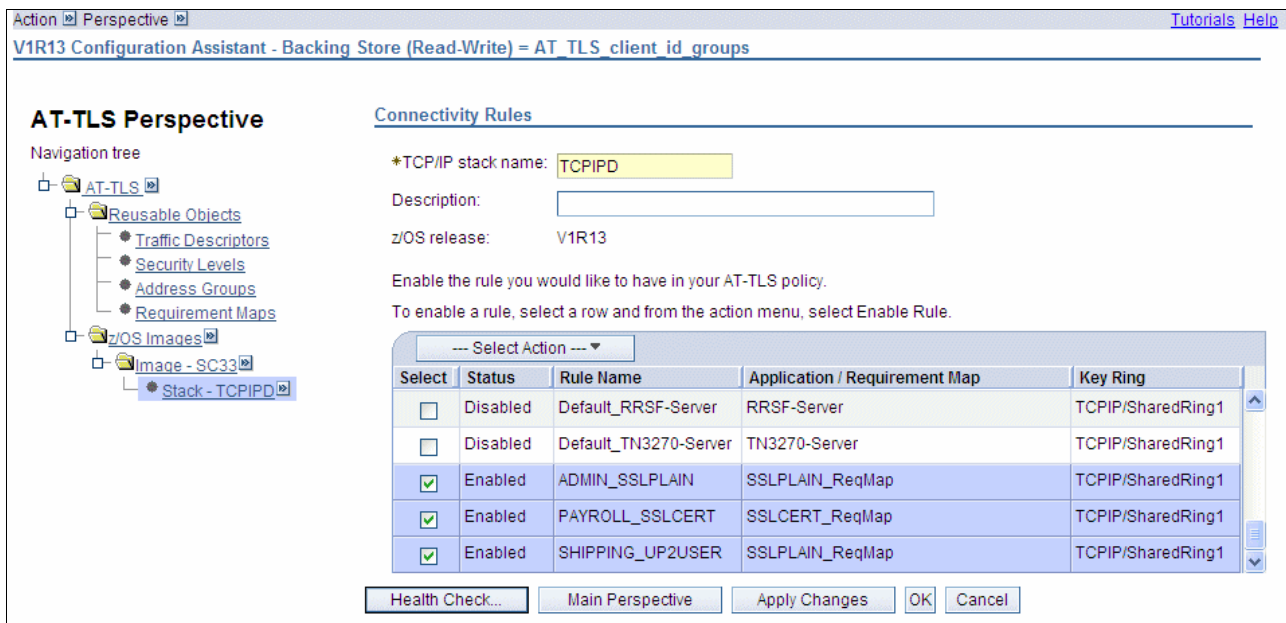 Action Perspective Tutorials Help
V1R13 Configuration Assistant - Backing Store (Read-Write) = AT_TLS_client_id_groups
AT-TLS Perspective
Navigation tree
AT-TLS
Reusable Objects
Traffic Descriptors
Security Levels
Address Groups
Requirement Maps
z/OS Images
Image - SC33
Stack - TCPIPD
Connectivity Rules
*TCP/IP stack name: TCPIPD
Description:
z/OS release: V1R13
Enable the rule you would like to have in your AT-TLS policy.
To enable a rule, select a row and from the action menu, select Enable Rule.
--- Select Action ---
Select Status Rule Name Application / Requirement Map Key Ring
Disabled Default_RRSF-Server RRSF-Server TCPIP/SharedRing1
Disabled Default_TN3270-Server TN3270-Server TCPIP/SharedRing1
Enabled ADMIN_SSLPLAIN SSLPLAIN_ReqMap TCPIP/SharedRing1
Enabled PAYROLL_SSLCERT SSLCERT_ReqMap TCPIP/SharedRing1
Enabled SHIPPING_UP2USER SSLPLAIN_ReqMap TCPIP/SharedRing1
Health Check... Main Perspective Apply Changes OK Cancel